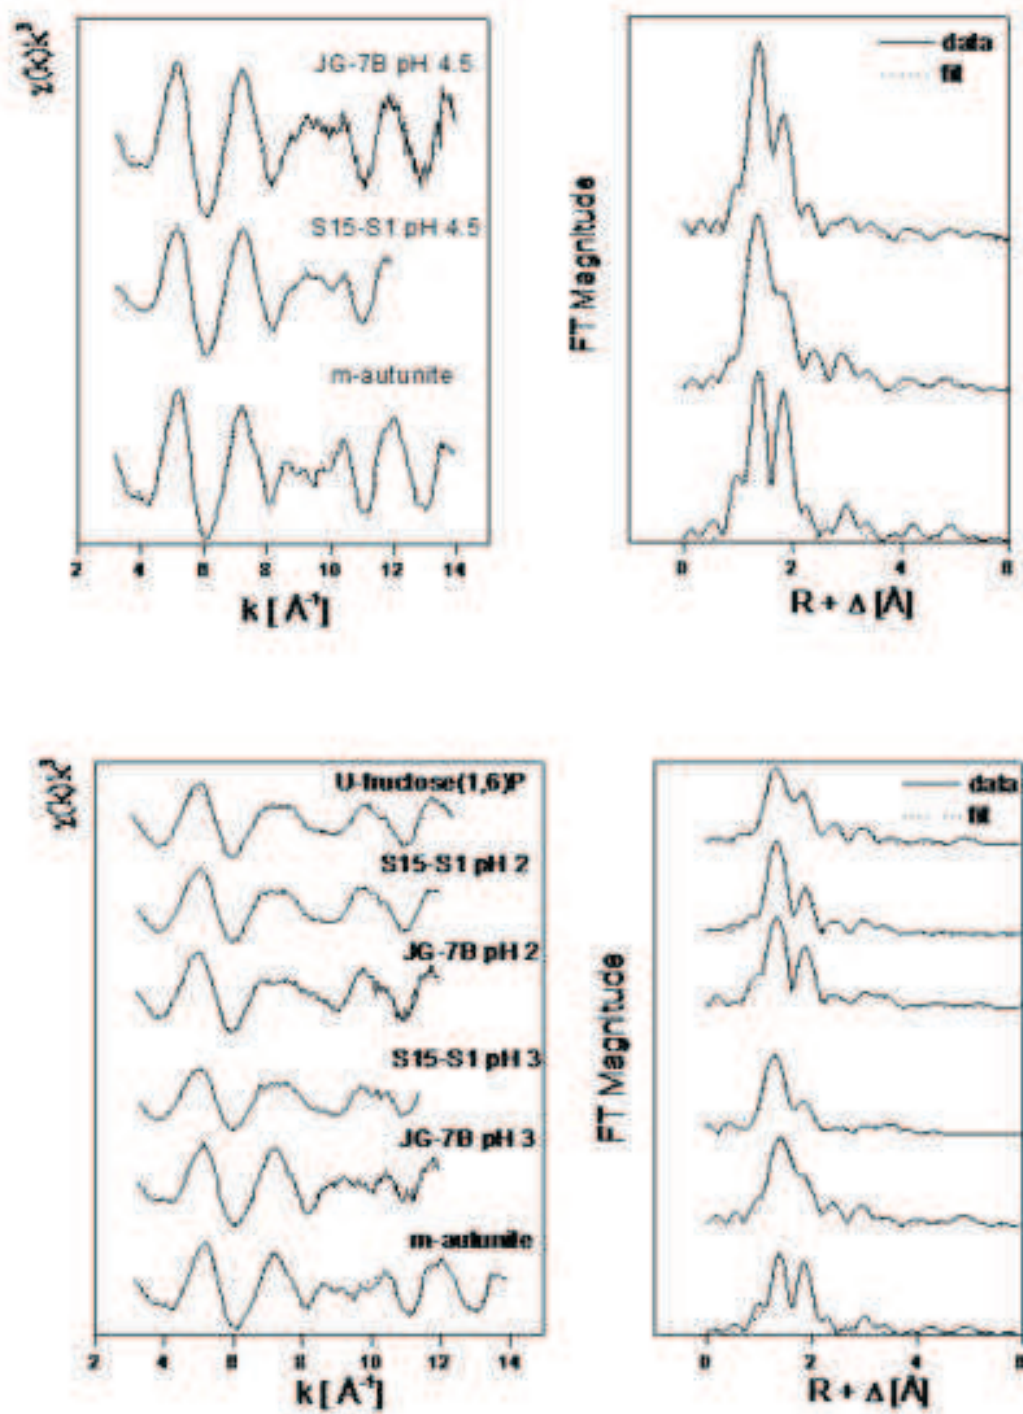 χ(k)k³
JG-7B pH 4.5
S15-S1 pH 4.5
m-autunite
2 4 6 8 10 12 14
k [ Å⁻¹]
data
fit
FT Magnitude
0 2 4 6
R + Δ [Å]
χ(k)k³
U-fructose(1,6)P
S15-S1 pH 2
JG-7B pH 2
S15-S1 pH 3
JG-7B pH 3
m-autunite
2 4 6 8 10 12 14
k [ Å⁻¹]
data
fit
FT Magnitude
0 2 4 6
R + Δ [Å]